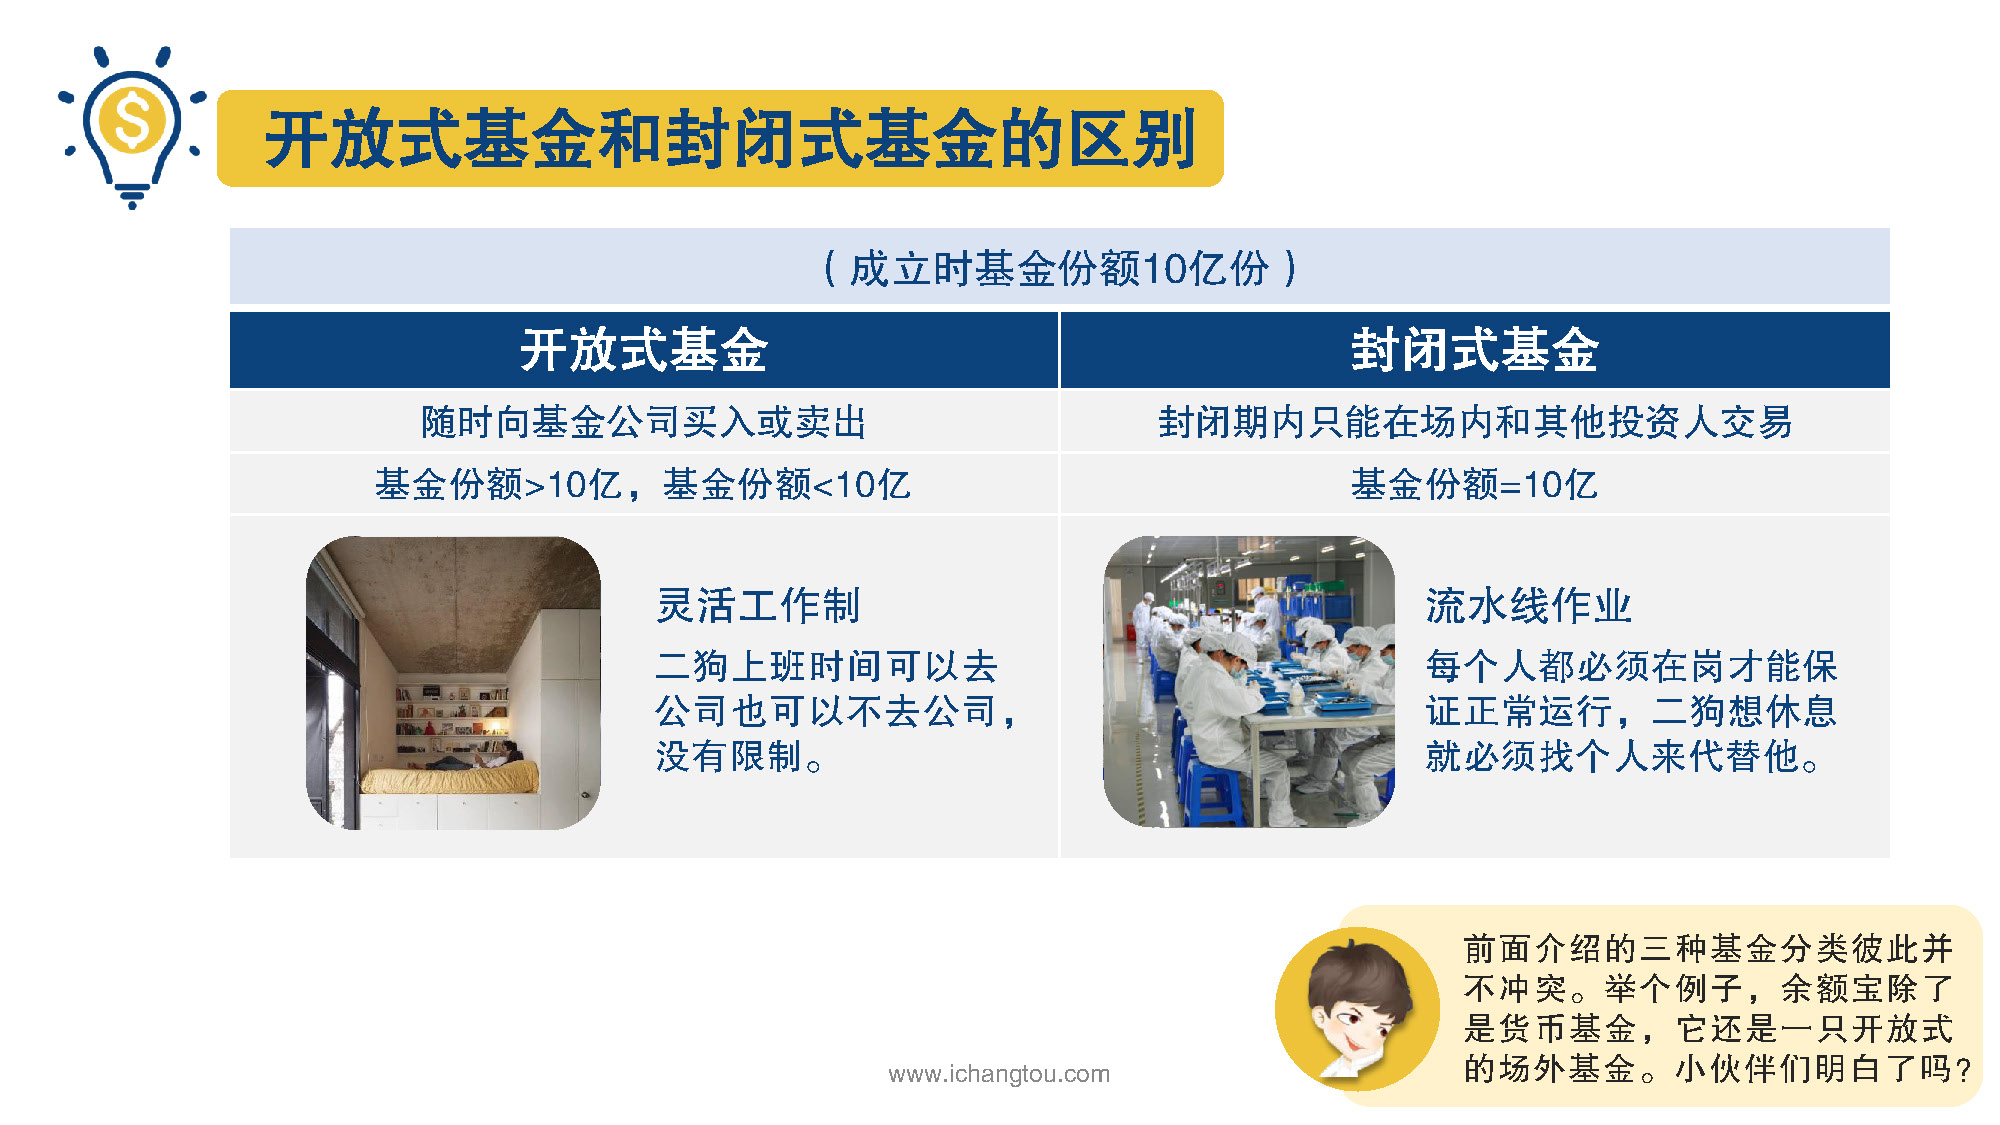 开放式基金和封闭式基金的区别
（成立时基金份额10亿份）
开放式基金
封闭式基金
随时向基金公司买入或卖出
封闭期内只能在场内和其他投资人交易
基金份额>10亿，基金份额<10亿
基金份额=10亿
灵活工作制
二狗上班时间可以去
公司也可以不去公司，
没有限制。
流水线作业
每个人都必须在岗才能保
证正常运行，二狗想休息
就必须找个人来代替他。
前面介绍的三种基金分类彼此并
不冲突。举个例子，余额宝除了
是货币基金，它还是一只开放式
的场外基金。小伙伴们明白了吗?
www.ichangtou.com